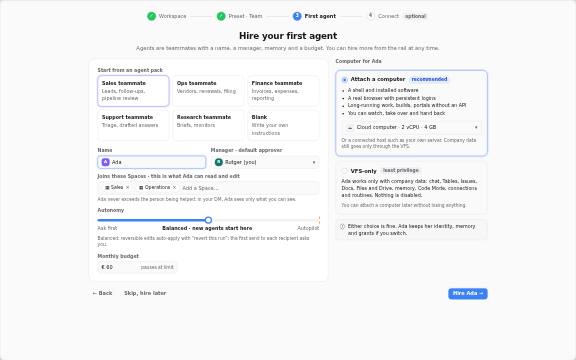 Workspace
Preset · Team
3 First agent
4 Connect optional
Hire your first agent
Agents are teammates with a name, a manager, memory and a budget. You can hire more from the rail at any time.
Start from an agent pack
Sales teammate
Leads, follow-ups, pipeline review
Ops teammate
Vendors, renewals, filing
Finance teammate
Invoices, expenses, reporting
Support teammate
Triage, drafted answers
Research teammate
Briefs, monitors
Blank
Write your own instructions
Name
A Ada
Manager · default approver
R Rutger (you)
Joins these Spaces · this is what Ada can read and edit
Sales ×
Operations ×
Add a Space...
Ada never exceeds the person being helped: in your DM, Ada sees only what you can see.
Autonomy
Ask first
Balanced · new agents start here
Autopilot
Balanced: reversible edits auto-apply with "revert this run"; the first send to each recipient asks you.
Monthly budget
€ 60
pauses at limit
Computer for Ada
Attach a computer recommended
• A shell and installed software
• A real browser with persistent logins
• Long-running work, builds, portals without an API
• You can watch, take over and hand back
Cloud computer · 2 vCPU · 4 GB
Or a connected host such as your own server. Company data still goes only through the VFS.
VFS-only least privilege
Ada works only with company data: chat, Tables, Issues, Docs, Files and Drive, memory, Code Mode, connections and routines. Nothing is disabled.
You can attach a computer later without losing anything.
Either choice is fine. Ada keeps her identity, memory and grants if you switch.
← Back
Skip, hire later
Hire Ada →